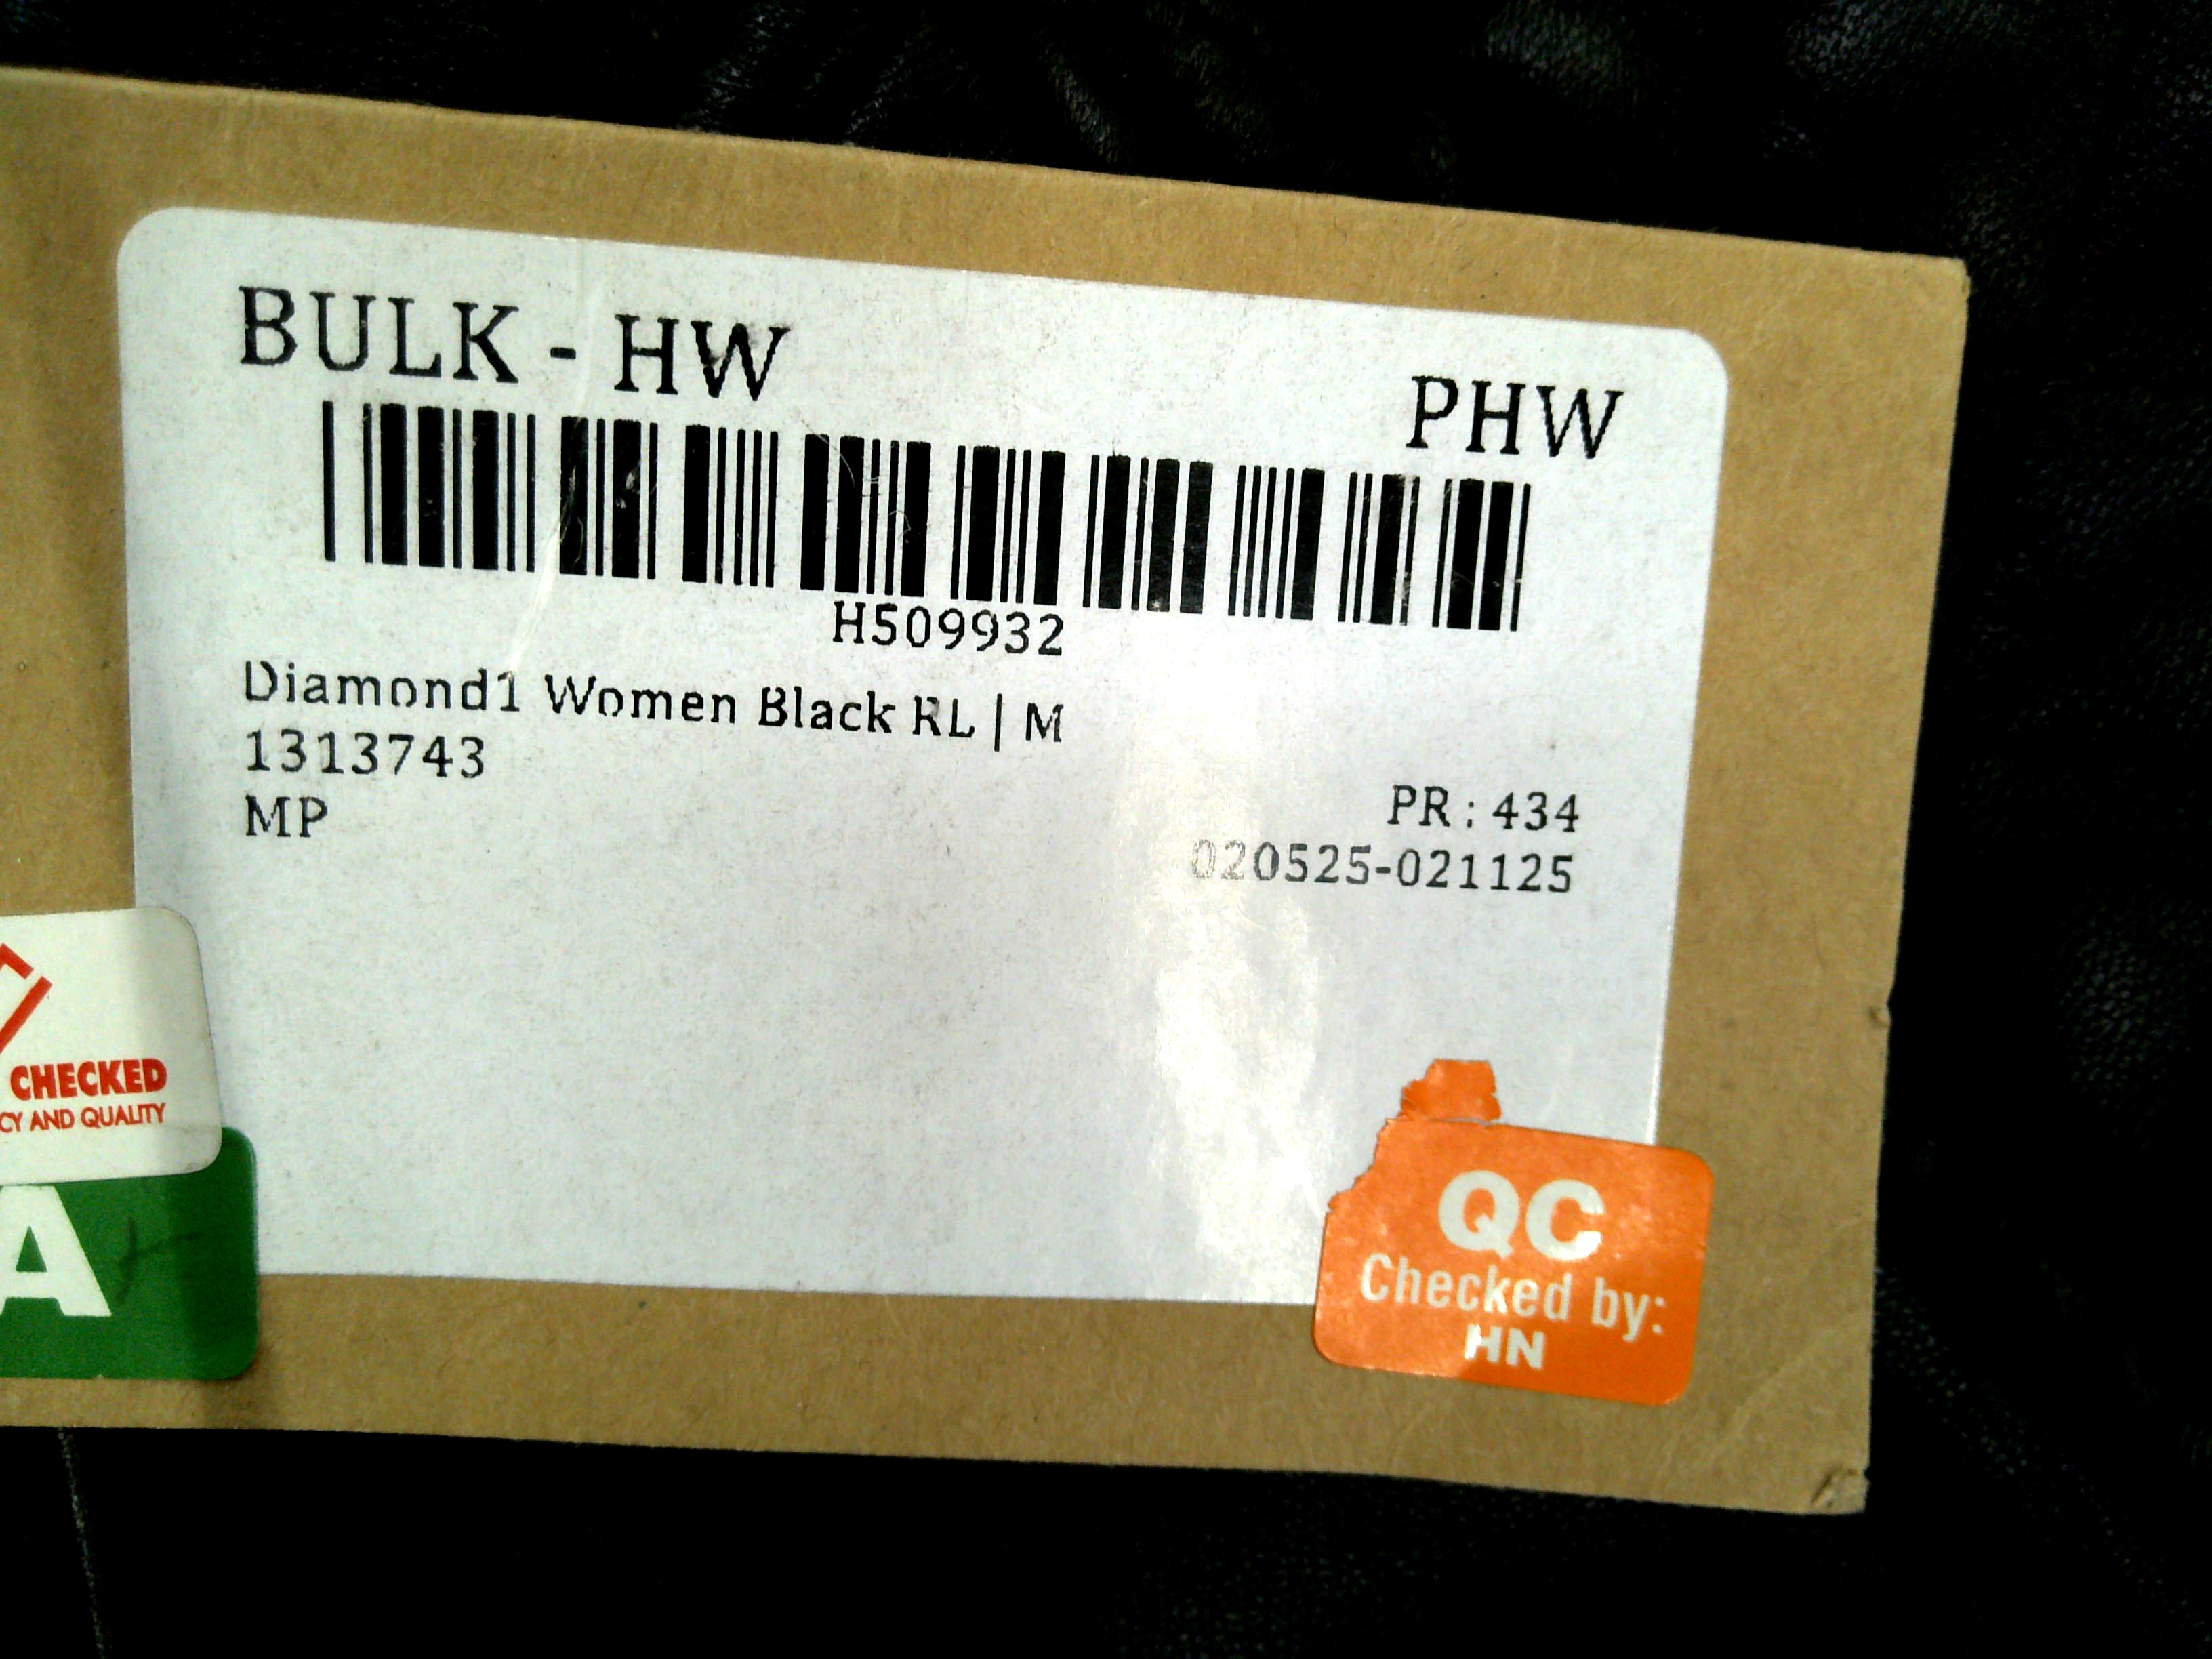 BULK - HW
PHW
H509932
Diamond1 Women Black RL | M
1313743
MP
PR : 434
020525-021125
CHECKED
CY AND QUALITY
A
QC
Checked by:
HN